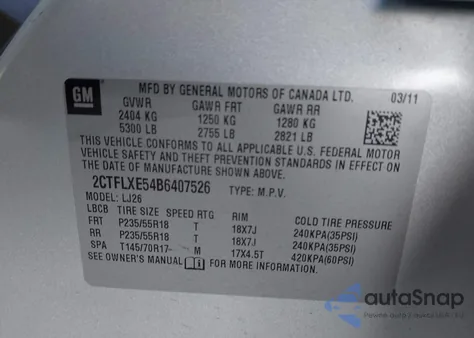 GM
MFD BY GENERAL MOTORS OF CANADA LTD. 03/11
GVWR GAWR FRT GAWR RR
2404 KG 1250 KG 1280 KG
5300 LB 2755 LB 2821 LB
THIS VEHICLE CONFORMS TO ALL APPLICABLE U.S. FEDERAL MOTOR
VEHICLE SAFETY AND THEFT PREVENTION STANDARDS IN EFFECT ON
THE DATE OF MANUFACTURE SHOWN ABOVE.
2CTFLXE54B6407526 TYPE: M.P.V.
MODEL: LJ26
LBCB TIRE SIZE SPEED RTG RIM COLD TIRE PRESSURE
FRT P235/55R18 T 18X7J 240KPA(35PSI)
RR P235/55R18 T 18X7J 240KPA(35PSI)
SPA T145/70R17 M 17X4.5T 420KPA(60PSI)
SEE OWNER'S MANUAL FOR MORE INFORMATION.
autoSnap